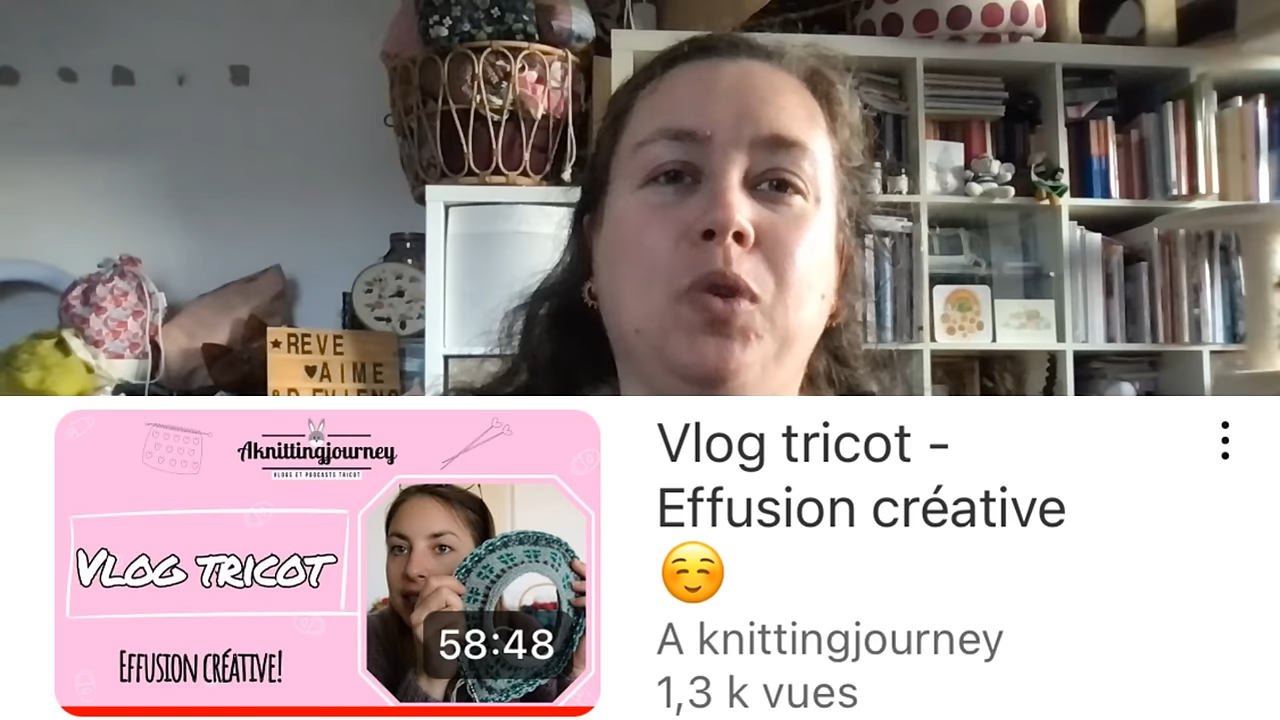 ★REVE
♥AIME
Aknittingjourney
VLOGS ET PODCASTS TRICOT
VLOG TRICOT
EFFUSION CRÉATIVE!
58:48
Vlog tricot -
Effusion créative
☺️
A knittingjourney
1,3 k vues